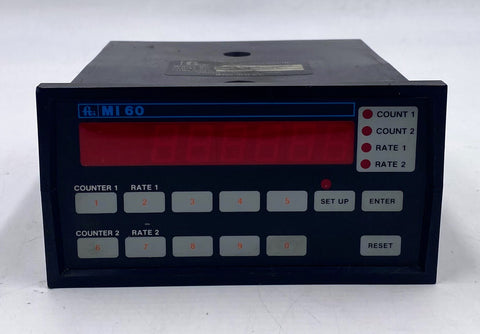 fti MI 60
COUNT 1
COUNT 2
RATE 1
RATE 2
COUNTER 1 RATE 1
1 2 3 4 5 SET UP ENTER
COUNTER 2 RATE 2
6 7 8 9 0 RESET